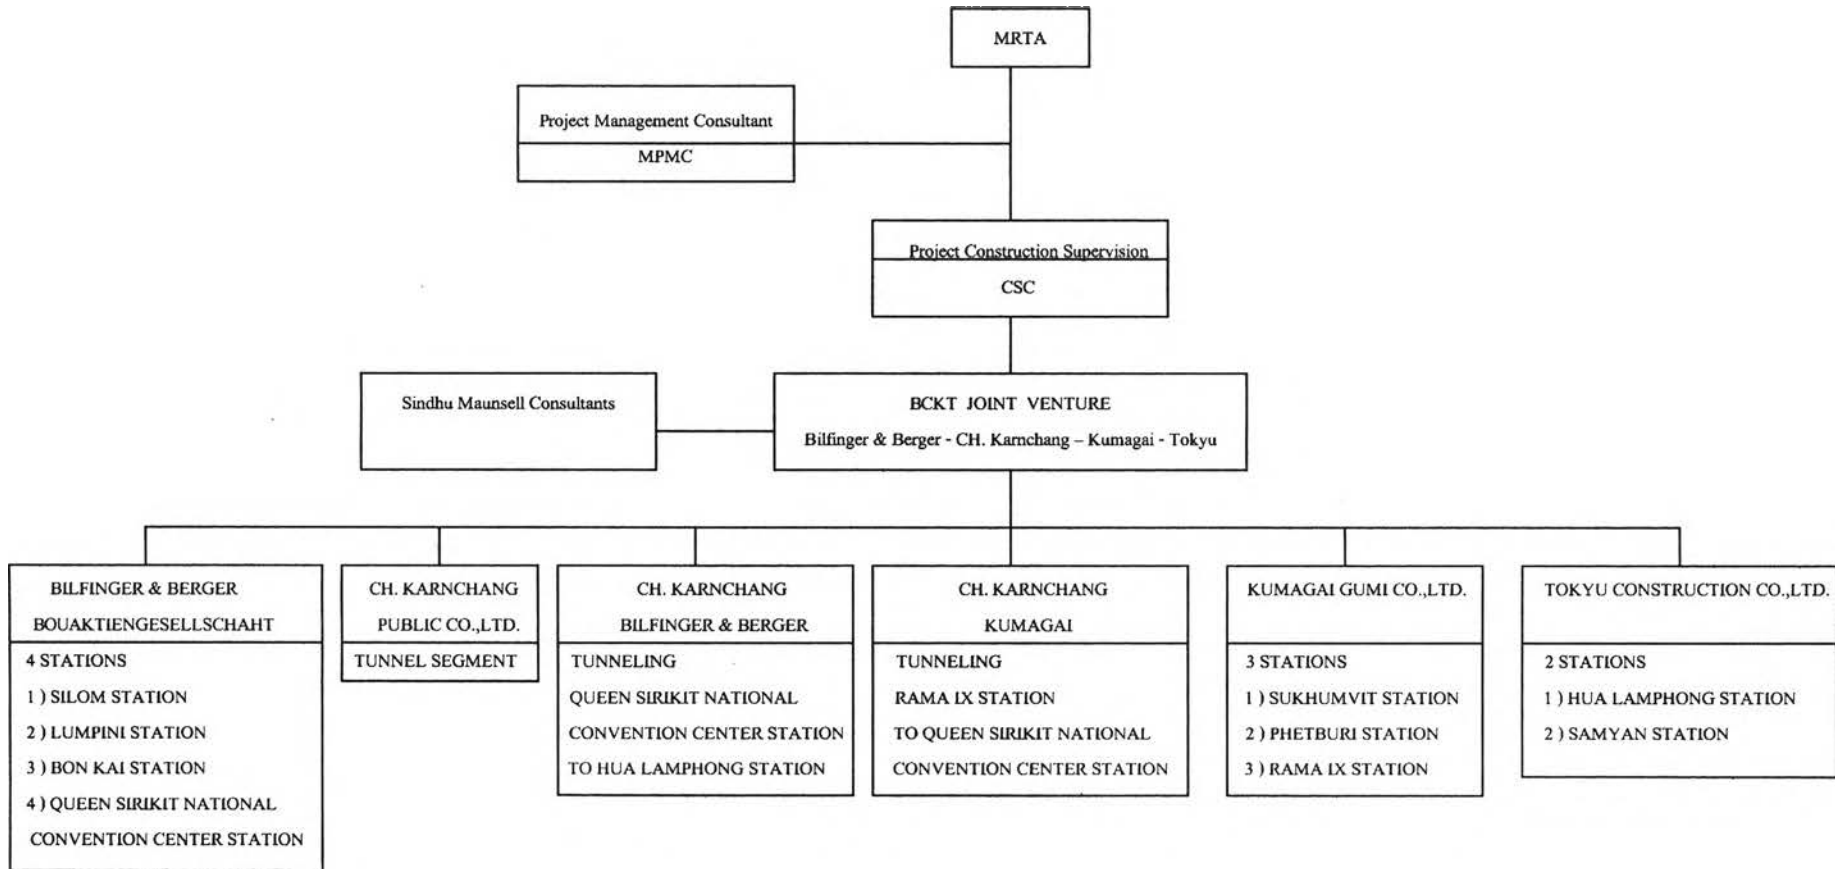 MRTA
Project Management Consultant
MPMC
Project Construction Supervision
CSC
Sindhu Maunsell Consultants
BCKT JOINT VENTURE
Bilfinger & Berger - CH. Karnchang – Kumagai - Tokyu
BILFINGER & BERGER
BOUAKTIENGESELLSCHAHT
4 STATIONS
1 ) SILOM STATION
2 ) LUMPINI STATION
3 ) BON KAI STATION
4 ) QUEEN SIRIKIT NATIONAL
CONVENTION CENTER STATION
CH. KARNCHANG
PUBLIC CO.,LTD.
TUNNEL SEGMENT
CH. KARNCHANG
BILFINGER & BERGER
TUNNELING
QUEEN SIRIKIT NATIONAL
CONVENTION CENTER STATION
TO HUA LAMPHONG STATION
CH. KARNCHANG
KUMAGAI
TUNNELING
RAMA IX STATION
TO QUEEN SIRIKIT NATIONAL
CONVENTION CENTER STATION
KUMAGAI GUMI CO.,LTD.
3 STATIONS
1 ) SUKHUMVIT STATION
2 ) PHETBURI STATION
3 ) RAMA IX STATION
TOKYU CONSTRUCTION CO.,LTD.
2 STATIONS
1 ) HUA LAMPHONG STATION
2 ) SAMYAN STATION